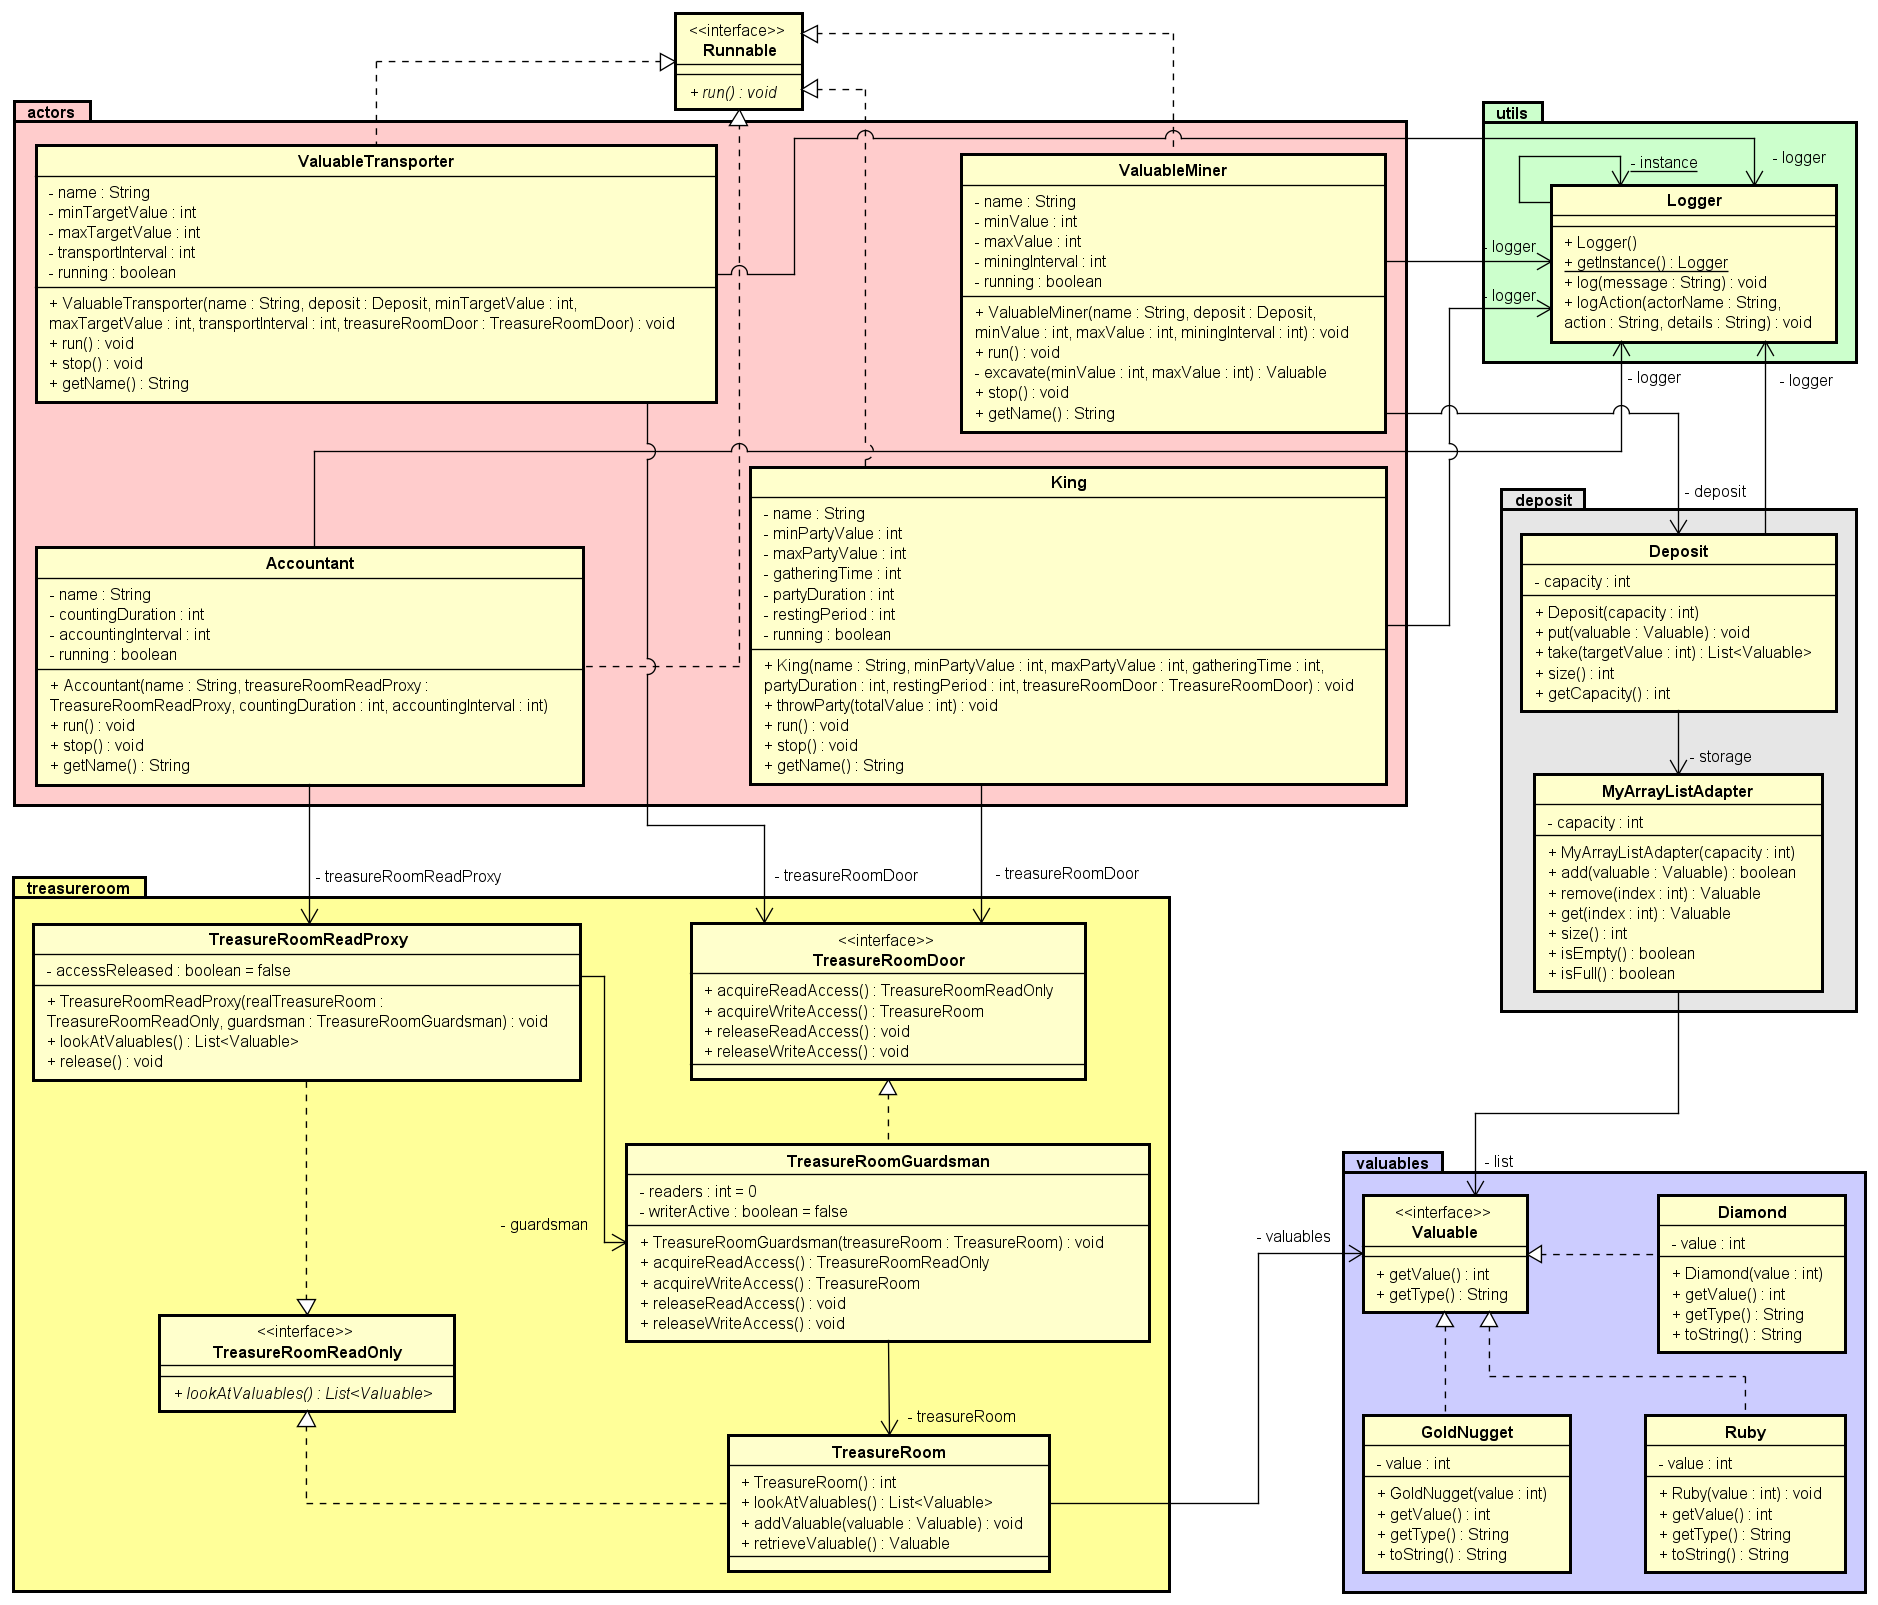 <<interface>>
Runnable
+ run() : void
actors
ValuableTransporter
- name : String
- minTargetValue : int
- maxTargetValue : int
- transportInterval : int
- running : boolean
+ ValuableTransporter(name : String, deposit : Deposit, minTargetValue : int,
maxTargetValue : int, transportInterval : int, treasureRoomDoor : TreasureRoomDoor) : void
+ run() : void
+ stop() : void
+ getName() : String
ValuableMiner
- name : String
- minValue : int
- maxValue : int
- miningInterval : int
- running : boolean
+ ValuableMiner(name : String, deposit : Deposit,
minValue : int, maxValue : int, miningInterval : int) : void
+ run() : void
- excavate(minValue : int, maxValue : int) : Valuable
+ stop() : void
+ getName() : String
utils
- instance
- logger
Logger
+ Logger()
+ getInstance() : Logger
+ log(message : String) : void
+ logAction(actorName : String,
action : String, details : String) : void
- logger
- logger
- logger
- logger
Accountant
- name : String
- countingDuration : int
- accountingInterval : int
- running : boolean
+ Accountant(name : String, treasureRoomReadProxy :
TreasureRoomReadProxy, countingDuration : int, accountingInterval : int)
+ run() : void
+ stop() : void
+ getName() : String
King
- name : String
- minPartyValue : int
- maxPartyValue : int
- gatheringTime : int
- partyDuration : int
- restingPeriod : int
- running : boolean
+ King(name : String, minPartyValue : int, maxPartyValue : int, gatheringTime : int,
partyDuration : int, restingPeriod : int, treasureRoomDoor : TreasureRoomDoor) : void
+ throwParty(totalValue : int) : void
+ run() : void
+ stop() : void
+ getName() : String
- deposit
deposit
Deposit
- capacity : int
+ Deposit(capacity : int)
+ put(valuable : Valuable) : void
+ take(targetValue : int) : List<Valuable>
+ size() : int
+ getCapacity() : int
- storage
MyArrayListAdapter
- capacity : int
+ MyArrayListAdapter(capacity : int)
+ add(valuable : Valuable) : boolean
+ remove(index : int) : Valuable
+ get(index : int) : Valuable
+ size() : int
+ isEmpty() : boolean
+ isFull() : boolean
- treasureRoomReadProxy
- treasureRoomDoor
- treasureRoomDoor
treasureroom
TreasureRoomReadProxy
- accessReleased : boolean = false
+ TreasureRoomReadProxy(realTreasureRoom :
TreasureRoomReadOnly, guardsman : TreasureRoomGuardsman) : void
+ lookAtValuables() : List<Valuable>
+ release() : void
<<interface>>
TreasureRoomDoor
+ acquireReadAccess() : TreasureRoomReadOnly
+ acquireWriteAccess() : TreasureRoom
+ releaseReadAccess() : void
+ releaseWriteAccess() : void
- guardsman
TreasureRoomGuardsman
- readers : int = 0
- writerActive : boolean = false
+ TreasureRoomGuardsman(treasureRoom : TreasureRoom) : void
+ acquireReadAccess() : TreasureRoomReadOnly
+ acquireWriteAccess() : TreasureRoom
+ releaseReadAccess() : void
+ releaseWriteAccess() : void
<<interface>>
TreasureRoomReadOnly
+ lookAtValuables() : List<Valuable>
- treasureRoom
TreasureRoom
+ TreasureRoom() : int
+ lookAtValuables() : List<Valuable>
+ addValuable(valuable : Valuable) : void
+ retrieveValuable() : Valuable
- valuables
- list
valuables
<<interface>>
Valuable
+ getValue() : int
+ getType() : String
Diamond
- value : int
+ Diamond(value : int)
+ getValue() : int
+ getType() : String
+ toString() : String
GoldNugget
- value : int
+ GoldNugget(value : int)
+ getValue() : int
+ getType() : String
+ toString() : String
Ruby
- value : int
+ Ruby(value : int) : void
+ getValue() : int
+ getType() : String
+ toString() : String